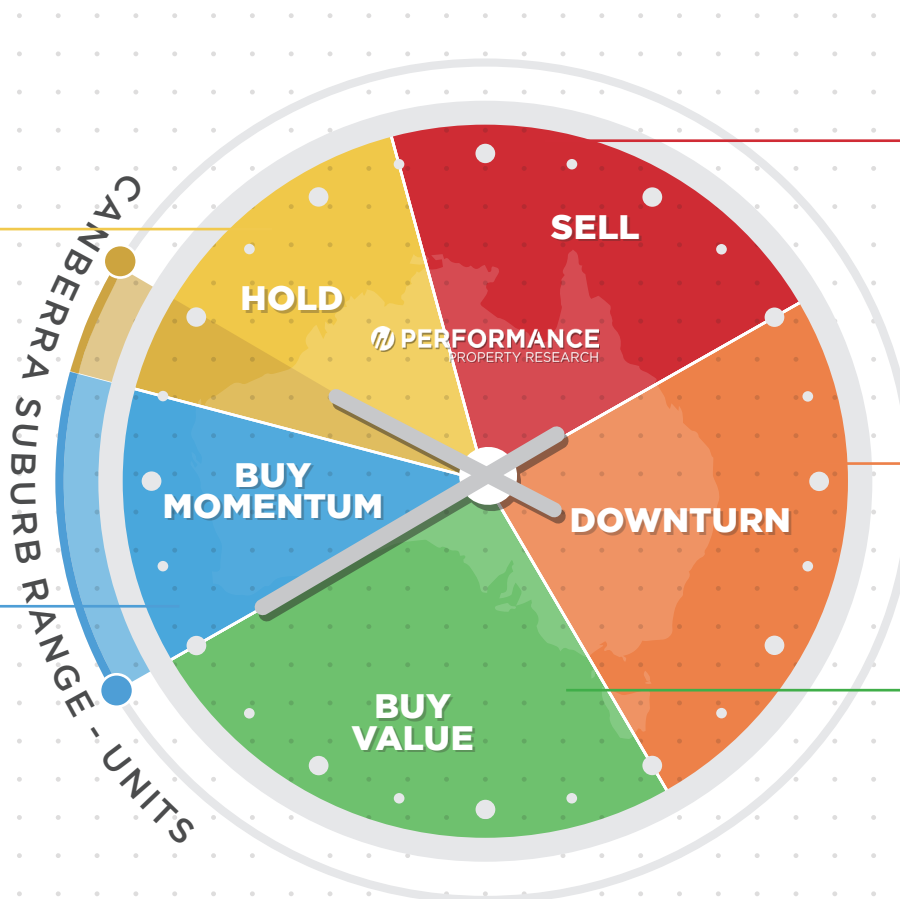 CANBERRA SUBURB RANGE - UNITS
SELL
HOLD
PERFORMANCE
PROPERTY RESEARCH
BUY
MOMENTUM
DOWNTURN
BUY
VALUE